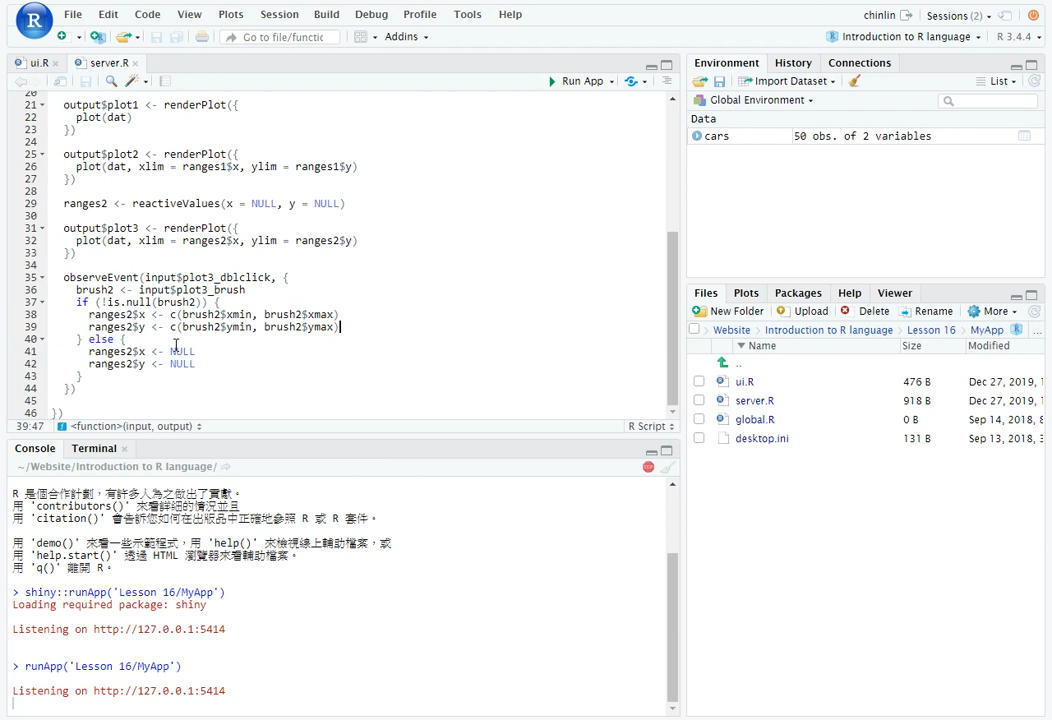 File Edit Code View Plots Session Build Debug Profile Tools Help chinlin Sessions (2)
Go to file/functic Addins Introduction to R language R 3.4.4
ui.R × server.R ×
Run App
20
21 output$plot1 <- renderPlot({
22 plot(dat)
23 })
24
25 output$plot2 <- renderPlot({
26 plot(dat, xlim = ranges1$x, ylim = ranges1$y)
27 })
28
29 ranges2 <- reactiveValues(x = NULL, y = NULL)
30
31 output$plot3 <- renderPlot({
32 plot(dat, xlim = ranges2$x, ylim = ranges2$y)
33 })
34
35 observeEvent(input$plot3_dblclick, {
36 brush2 <- input$plot3_brush
37 if (!is.null(brush2)) {
38 ranges2$x <- c(brush2$xmin, brush2$xmax)
39 ranges2$y <- c(brush2$ymin, brush2$ymax)
40 } else {
41 ranges2$x <- NULL
42 ranges2$y <- NULL
43 }
44 })
45
46 })
39:47 <function>(input, output) R Script
Console Terminal ×
~/Website/Introduction to R language/
R 是個合作計劃，有許多人為之做出了貢獻。
用 'contributors()' 來看詳細的情況並且
用 'citation()' 會告訴您如何在出版品中正確地參照 R 或 R 套件。
用 'demo()' 來看一些示範程式，用 'help()' 來檢視線上輔助檔案，或
用 'help.start()' 透過 HTML 瀏覽器來看輔助檔案。
用 'q()' 離開 R。
> shiny::runApp('Lesson 16/MyApp')
Loading required package: shiny
Listening on http://127.0.0.1:5414
> runApp('Lesson 16/MyApp')
Listening on http://127.0.0.1:5414
Environment History Connections
Import Dataset List
Global Environment
Data
cars 50 obs. of 2 variables
Files Plots Packages Help Viewer
New Folder Upload Delete Rename More
Website Introduction to R language Lesson 16 MyApp ...
Name Size Modified
..
ui.R 476 B Dec 27, 2019,
server.R 918 B Dec 27, 2019,
global.R 0 B Sep 14, 2018,
desktop.ini 131 B Sep 13, 2018,